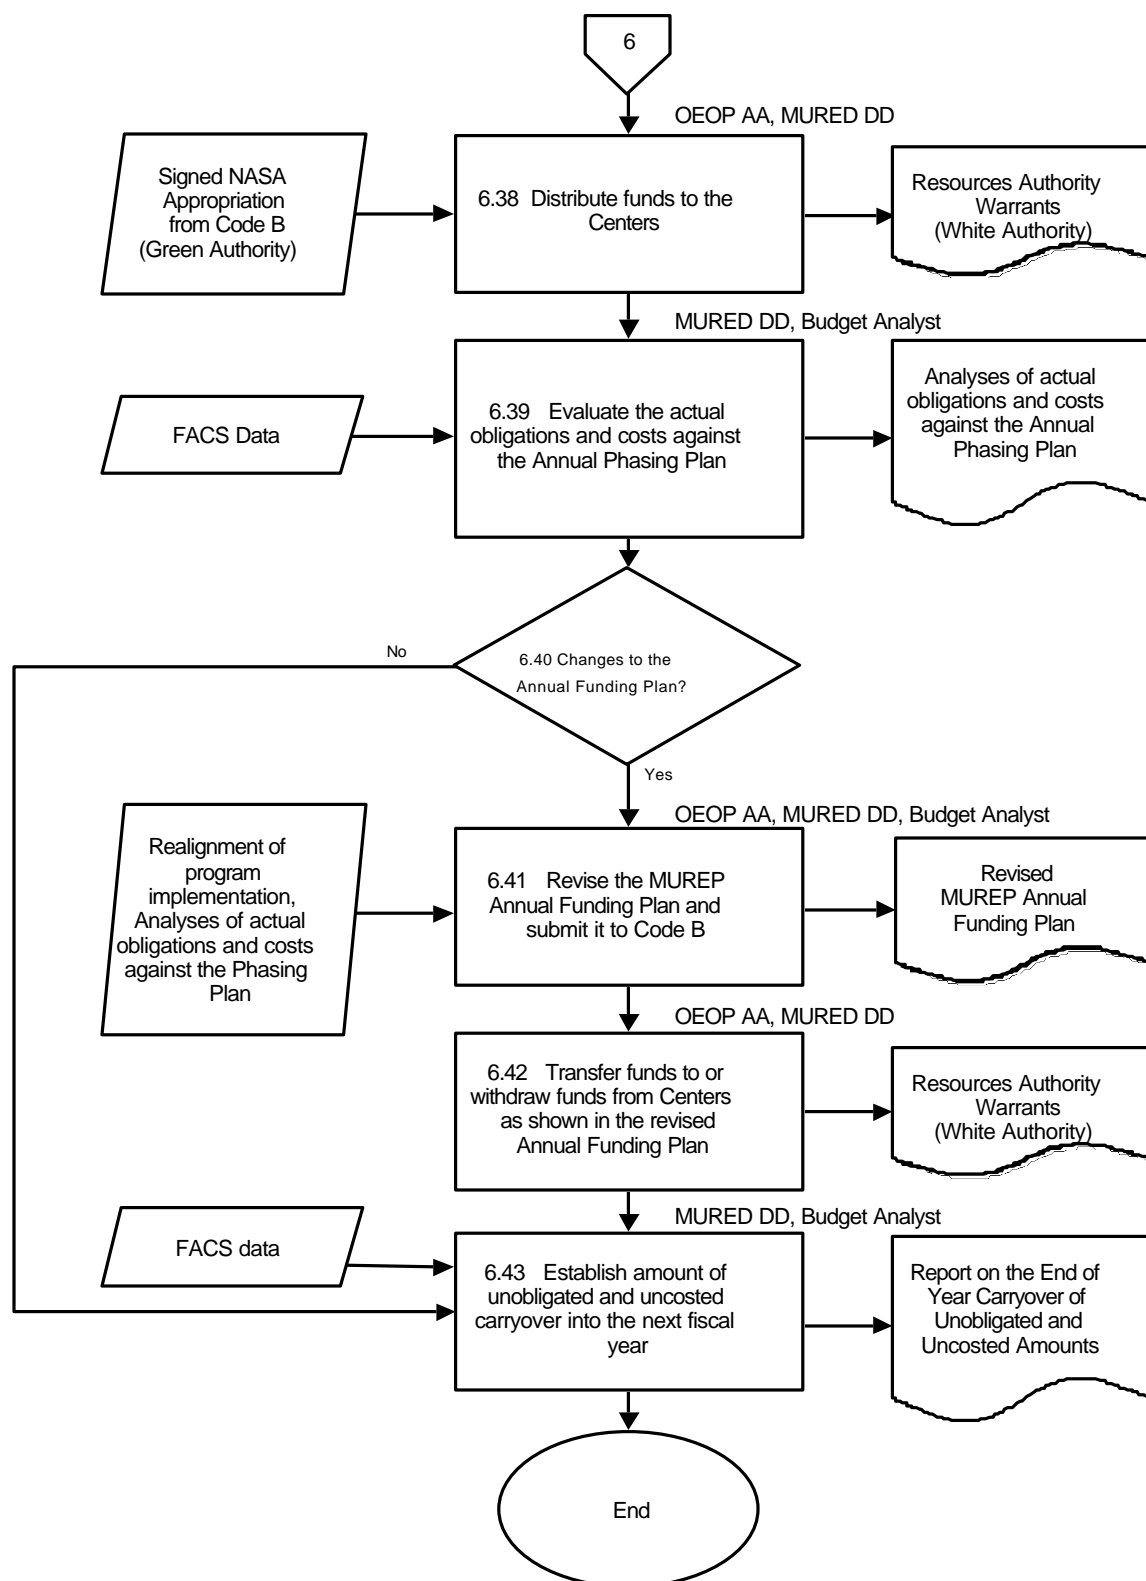 6
OEOP AA, MURED DD
Signed NASA
Appropriation
from Code B
(Green Authority)
6.38 Distribute funds to the
Centers
Resources Authority
Warrants
(White Authority)
MURED DD, Budget Analyst
FACS Data
6.39 Evaluate the actual
obligations and costs against
the Annual Phasing Plan
Analyses of actual
obligations and costs
against the Annual
Phasing Plan
No
6.40 Changes to the
Annual Funding Plan?
Yes
OEOP AA, MURED DD, Budget Analyst
Realignment of
program
implementation,
Analyses of actual
obligations and costs
against the Phasing
Plan
6.41 Revise the MUREP
Annual Funding Plan and
submit it to Code B
Revised
MUREP Annual
Funding Plan
OEOP AA, MURED DD
6.42 Transfer funds to or
withdraw funds from Centers
as shown in the revised
Annual Funding Plan
Resources Authority
Warrants
(White Authority)
MURED DD, Budget Analyst
FACS data
6.43 Establish amount of
unobligated and uncosted
carryover into the next fiscal
year
Report on the End of
Year Carryover of
Unobligated and
Uncosted Amounts
End